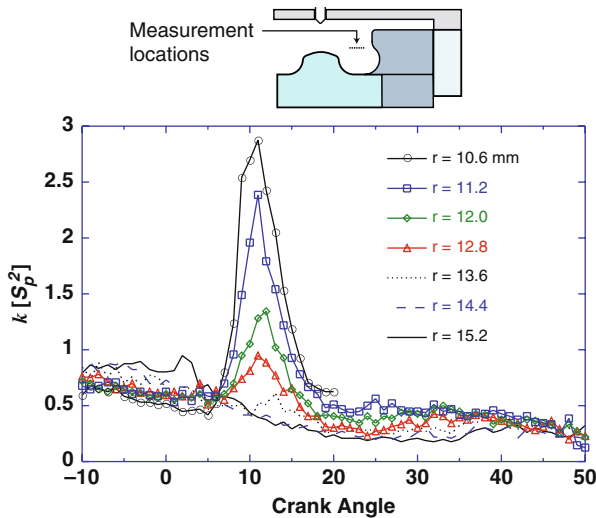 Measurement
locations
3
2.5
2
1.5
1
0.5
0
k [S_p^2]
r = 10.6 mm
r = 11.2
r = 12.0
r = 12.8
r = 13.6
r = 14.4
r = 15.2
−10 0 10 20 30 40 50
Crank Angle